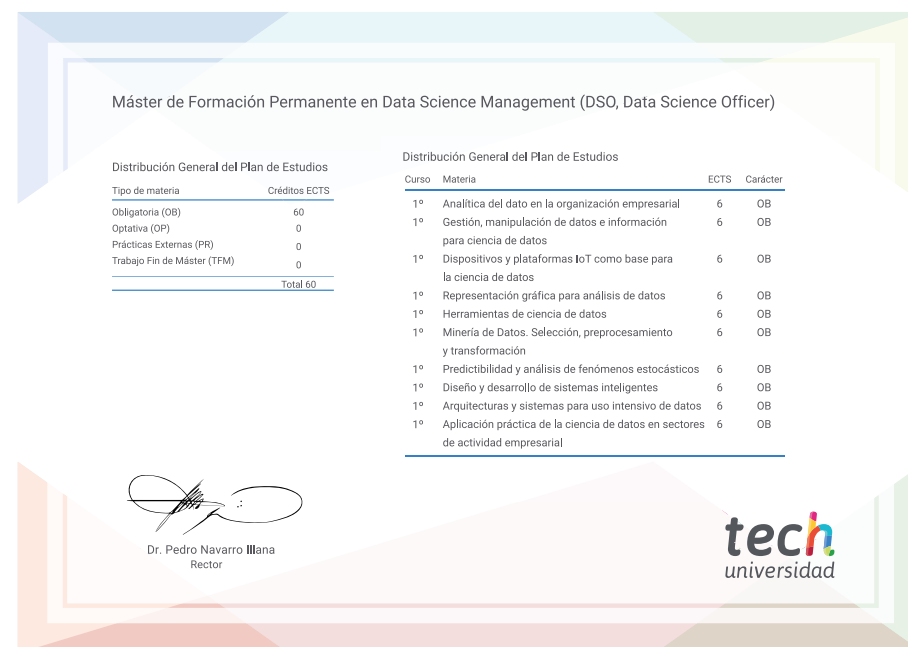 Máster de Formación Permanente en Data Science Management (DSO, Data Science Officer)
Distribución General del Plan de Estudios
Tipo de materia Créditos ECTS
Obligatoria (OB) 60
Optativa (OP) 0
Prácticas Externas (PR) 0
Trabajo Fin de Máster (TFM) 0
Total 60
Distribución General del Plan de Estudios
Curso Materia ECTS Carácter
1º Analítica del dato en la organización empresarial 6 OB
1º Gestión, manipulación de datos e información 6 OB
para ciencia de datos
1º Dispositivos y plataformas IoT como base para 6 OB
la ciencia de datos
1º Representación gráfica para análisis de datos 6 OB
1º Herramientas de ciencia de datos 6 OB
1º Minería de Datos. Selección, preprocesamiento 6 OB
y transformación
1º Predictibilidad y análisis de fenómenos estocásticos 6 OB
1º Diseño y desarrollo de sistemas inteligentes 6 OB
1º Arquitecturas y sistemas para uso intensivo de datos 6 OB
1º Aplicación práctica de la ciencia de datos en sectores 6 OB
de actividad empresarial
Dr. Pedro Navarro Illana
Rector
tech
universidad